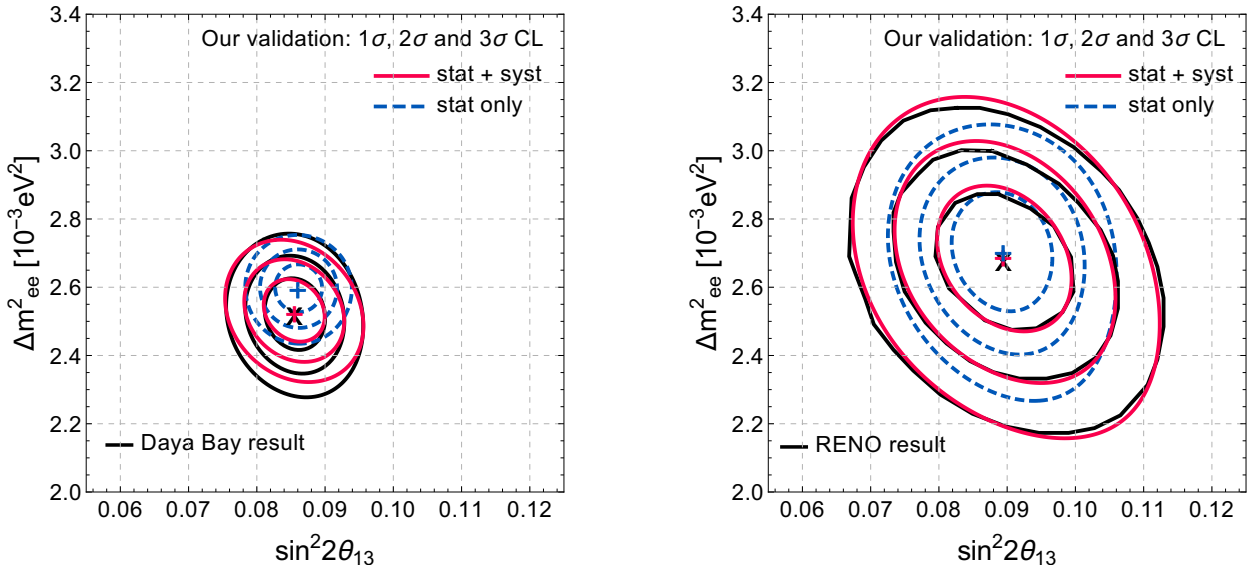 Our validation: 1σ, 2σ and 3σ CL
stat + syst
stat only
Δm²ee [10⁻³eV²]
3.4
3.2
3.0
2.8
2.6
2.4
2.2
2.0
Daya Bay result
0.06 0.07 0.08 0.09 0.10 0.11 0.12
sin²2θ₁₃
Our validation: 1σ, 2σ and 3σ CL
stat + syst
stat only
Δm²ee [10⁻³eV²]
3.4
3.2
3.0
2.8
2.6
2.4
2.2
2.0
RENO result
0.06 0.07 0.08 0.09 0.10 0.11 0.12
sin²2θ₁₃